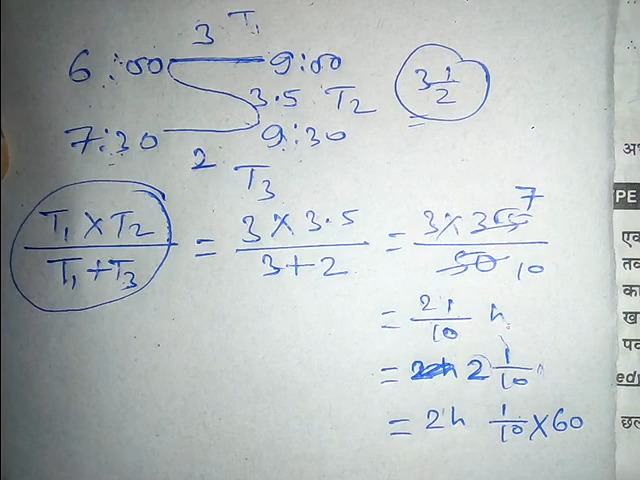 3 T₁
6:00 9:00
3.5 T₂
3 1/2
7:30 9:30
2 T₃
(T₁ × T₂)/(T₁ + T₃) = (3 × 3.5)/(3 + 2) = (3 × 35 7)/(50 10)
= 21/10 h
= 2 1/10
= 2h 1/10 × 60
PE